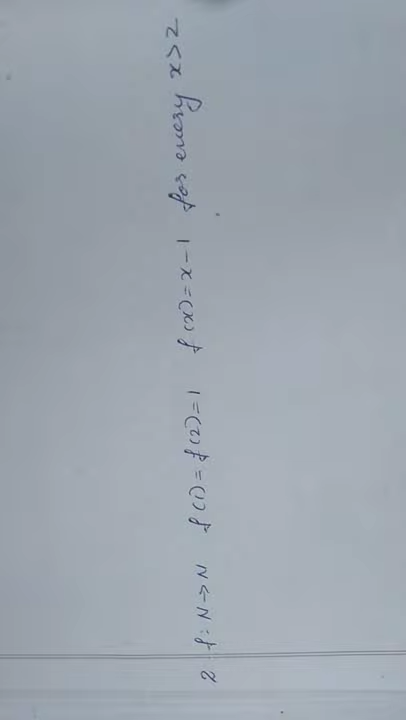 2 f: N → N f(1) = f(2) = 1 f(x) = x - 1 for every x > 2